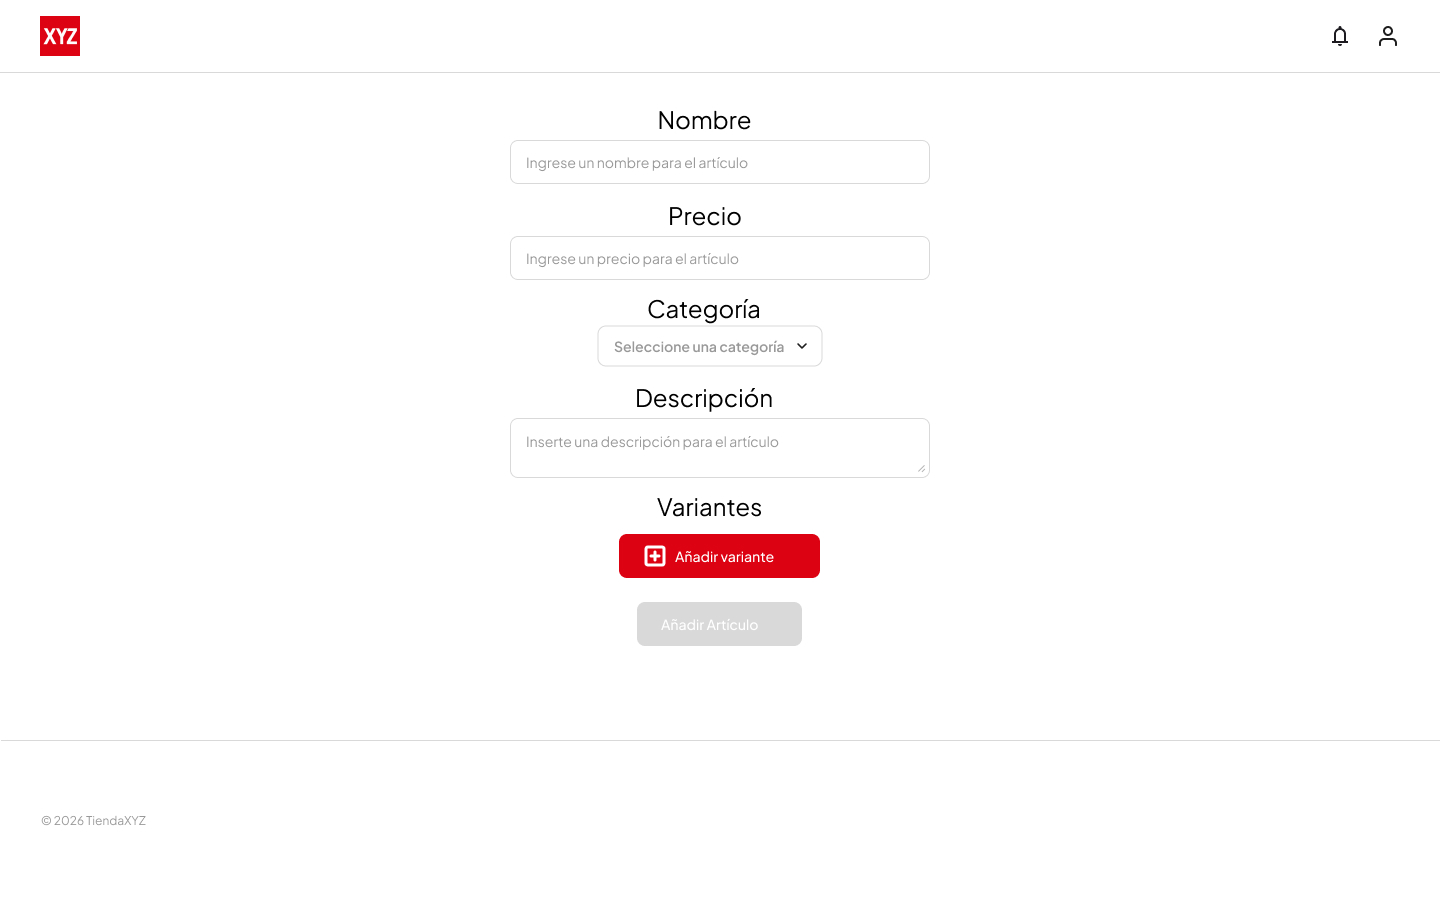 XYZ
Nombre
Ingrese un nombre para el artículo
Precio
Ingrese un precio para el artículo
Categoría
Seleccione una categoría
Descripción
Inserte una descripción para el artículo
Variantes
Añadir variante
Añadir Artículo
© 2026 TiendaXYZ